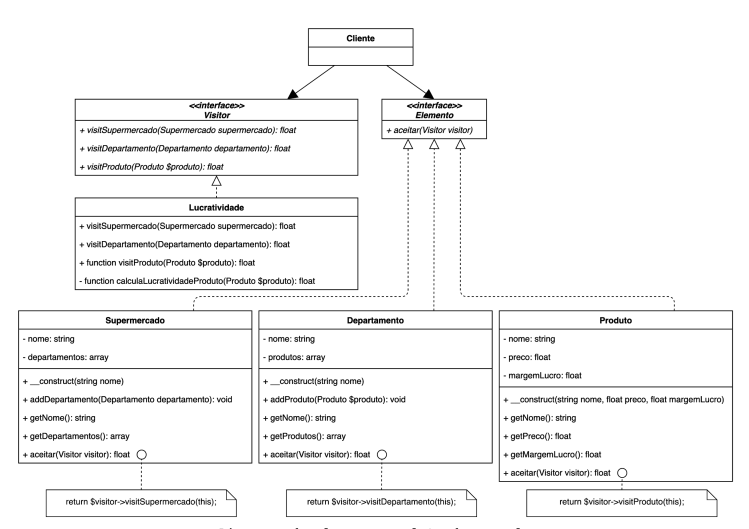 Cliente
<<interface>>
Visitor
+ visitSupermercado(Supermercado supermercado): float
+ visitDepartamento(Departamento departamento): float
+ visitProduto(Produto $produto): float
<<interface>>
Elemento
+ aceitar(Visitor visitor)
Lucratividade
+ visitSupermercado(Supermercado supermercado): float
+ visitDepartamento(Departamento departamento): float
+ function visitProduto(Produto $produto): float
- function calculaLucratividadeProduto(Produto $produto): float
Supermercado
- nome: string
- departamentos: array
+ __construct(string nome)
+ addDepartamento(Departamento departamento): void
+ getNome(): string
+ getDepartamentos(): array
+ aceitar(Visitor visitor): float
return $visitor->visitSupermercado(this);
Departamento
- nome: string
- produtos: array
+ __construct(string nome)
+ addProduto(Produto $produto): void
+ getNome(): string
+ getProdutos(): array
+ aceitar(Visitor visitor): float
return $visitor->visitDepartamento(this);
Produto
- nome: string
- preco: float
- margemLucro: float
+ __construct(string nome, float preco, float margemLucro)
+ getNome(): string
+ getPreco(): float
+ getMargemLucro(): float
+ aceitar(Visitor visitor): float
return $visitor->visitProduto(this);